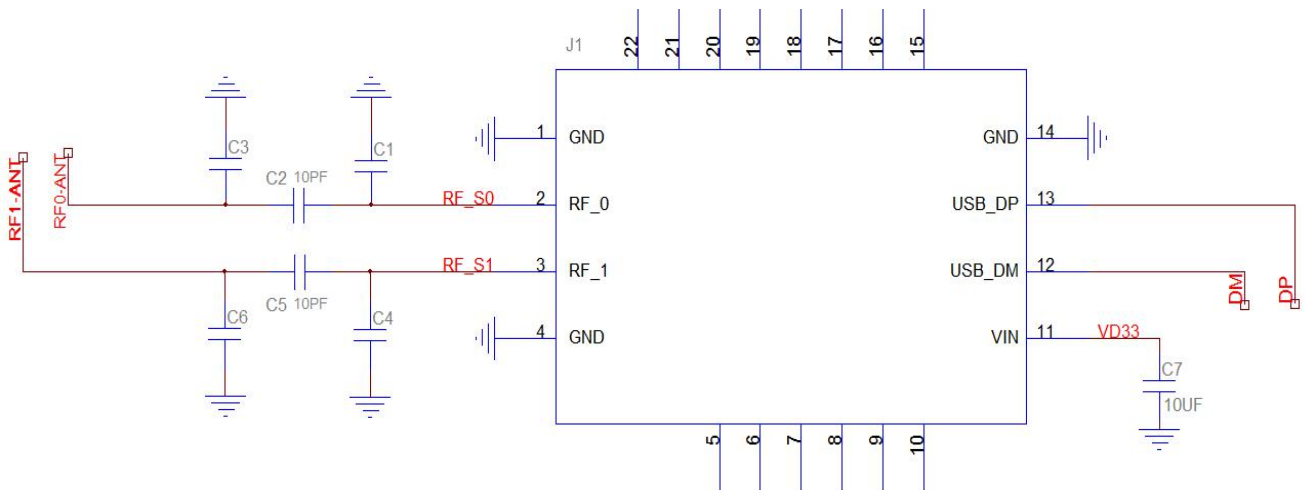 J1
22
21
20
19
18
17
16
15
C3
C1
1
GND
GND
14
RF1-ANT
RF0-ANT
C2 10PF
RF_S0
2
RF_0
USB_DP
13
RF_S1
3
RF_1
USB_DM
12
C5 10PF
DM
DP
C6
C4
4
GND
VIN
11
VD33
C7
10UF
5
6
7
8
9
10